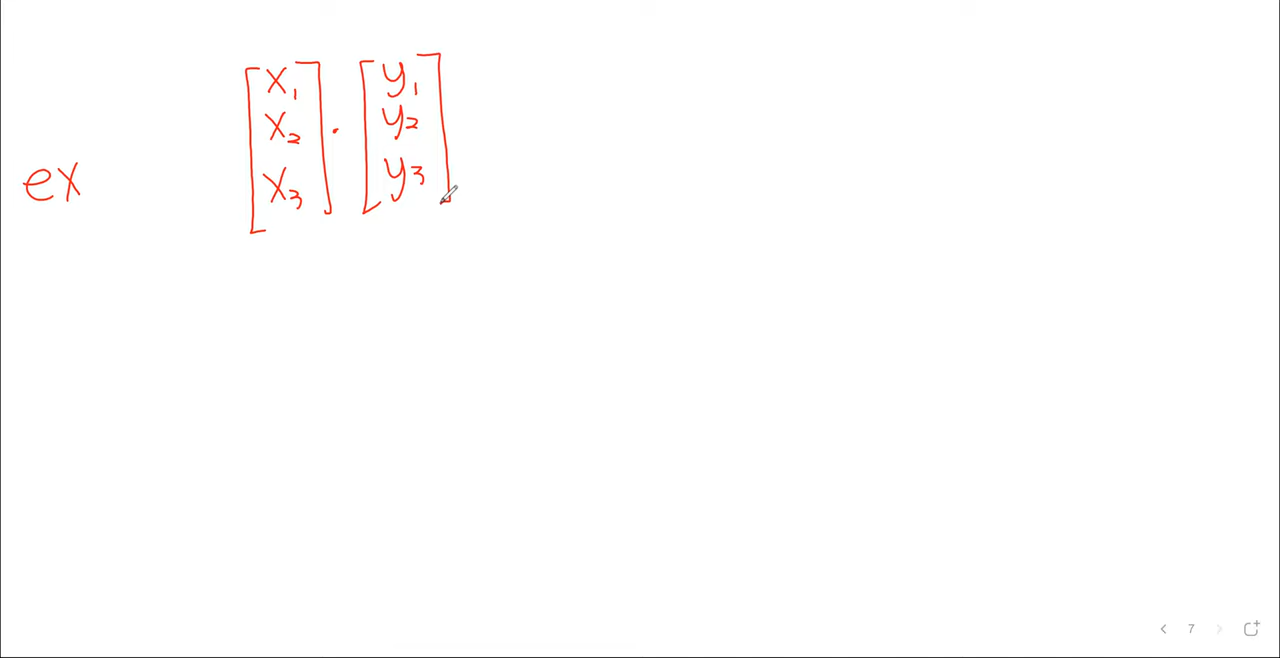 x₁ y₁
x₂ · y₂
ex x₃ y₃
7